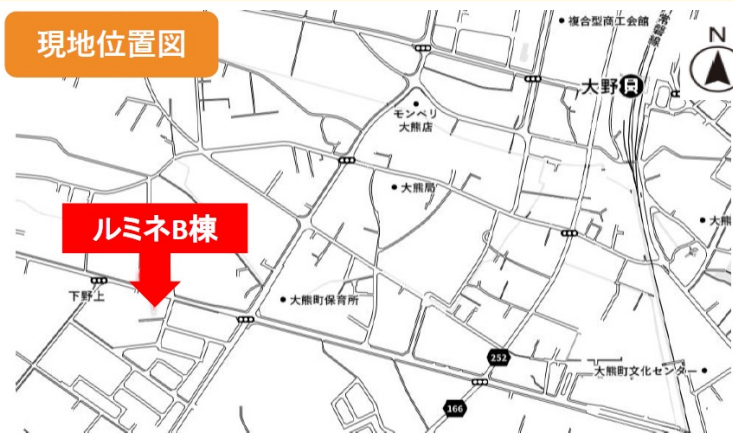 現地位置図
複合型商工会館
常磐線
N
大野
モンベリ
大熊店
大熊局
大熊
ルミネB棟
下野上
大熊町保育所
252
大熊町文化センター
166